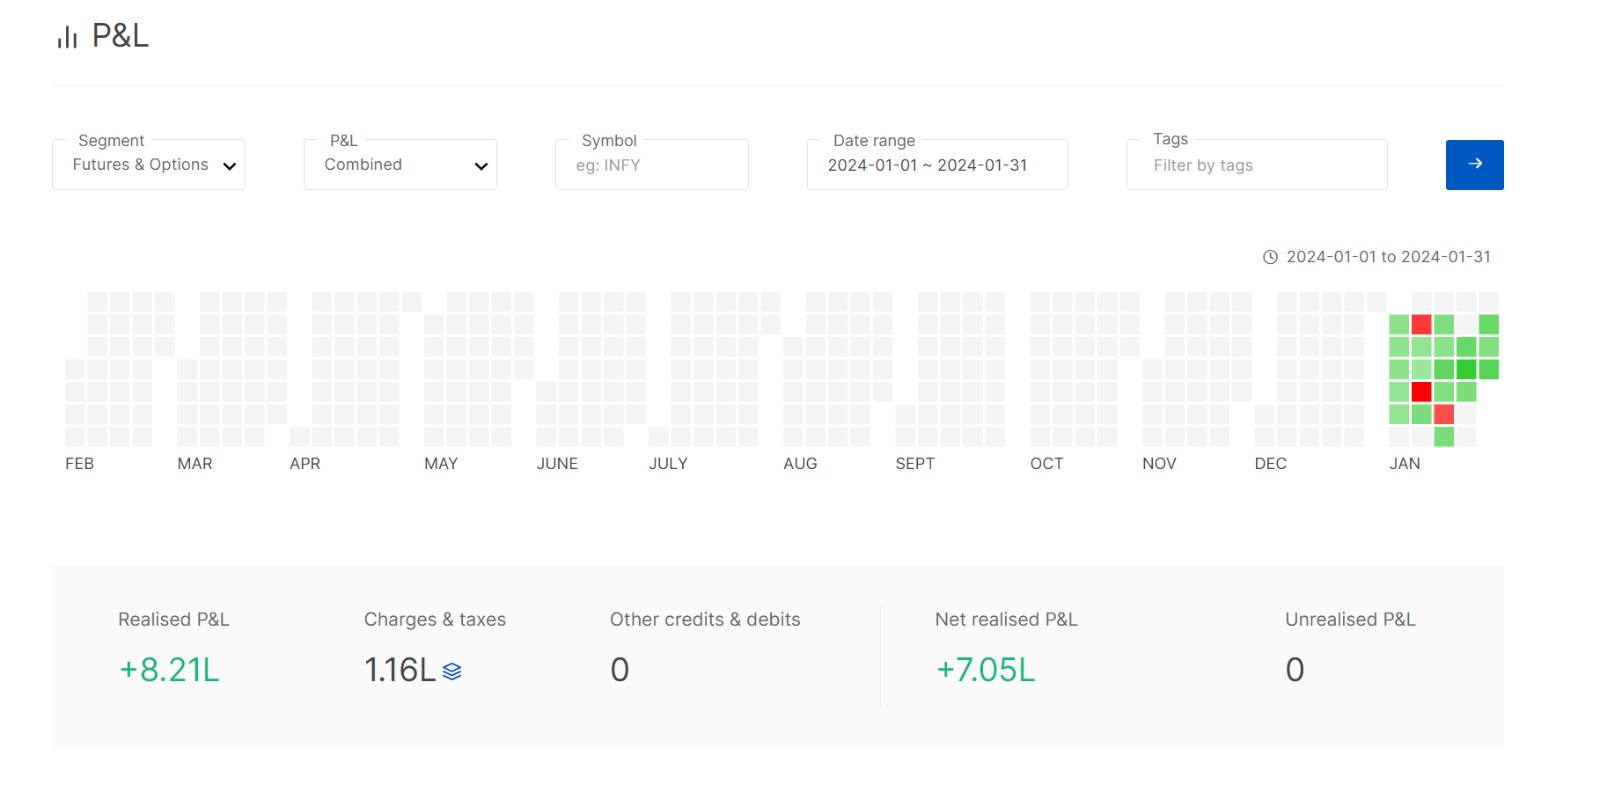 P&L
Segment
Futures & Options
P&L
Combined
Symbol
eg: INFY
Date range
2024-01-01 ~ 2024-01-31
Tags
Filter by tags
2024-01-01 to 2024-01-31
FEB MAR APR MAY JUNE JULY AUG SEPT OCT NOV DEC JAN
Realised P&L
+8.21L
Charges & taxes
1.16L
Other credits & debits
0
Net realised P&L
+7.05L
Unrealised P&L
0